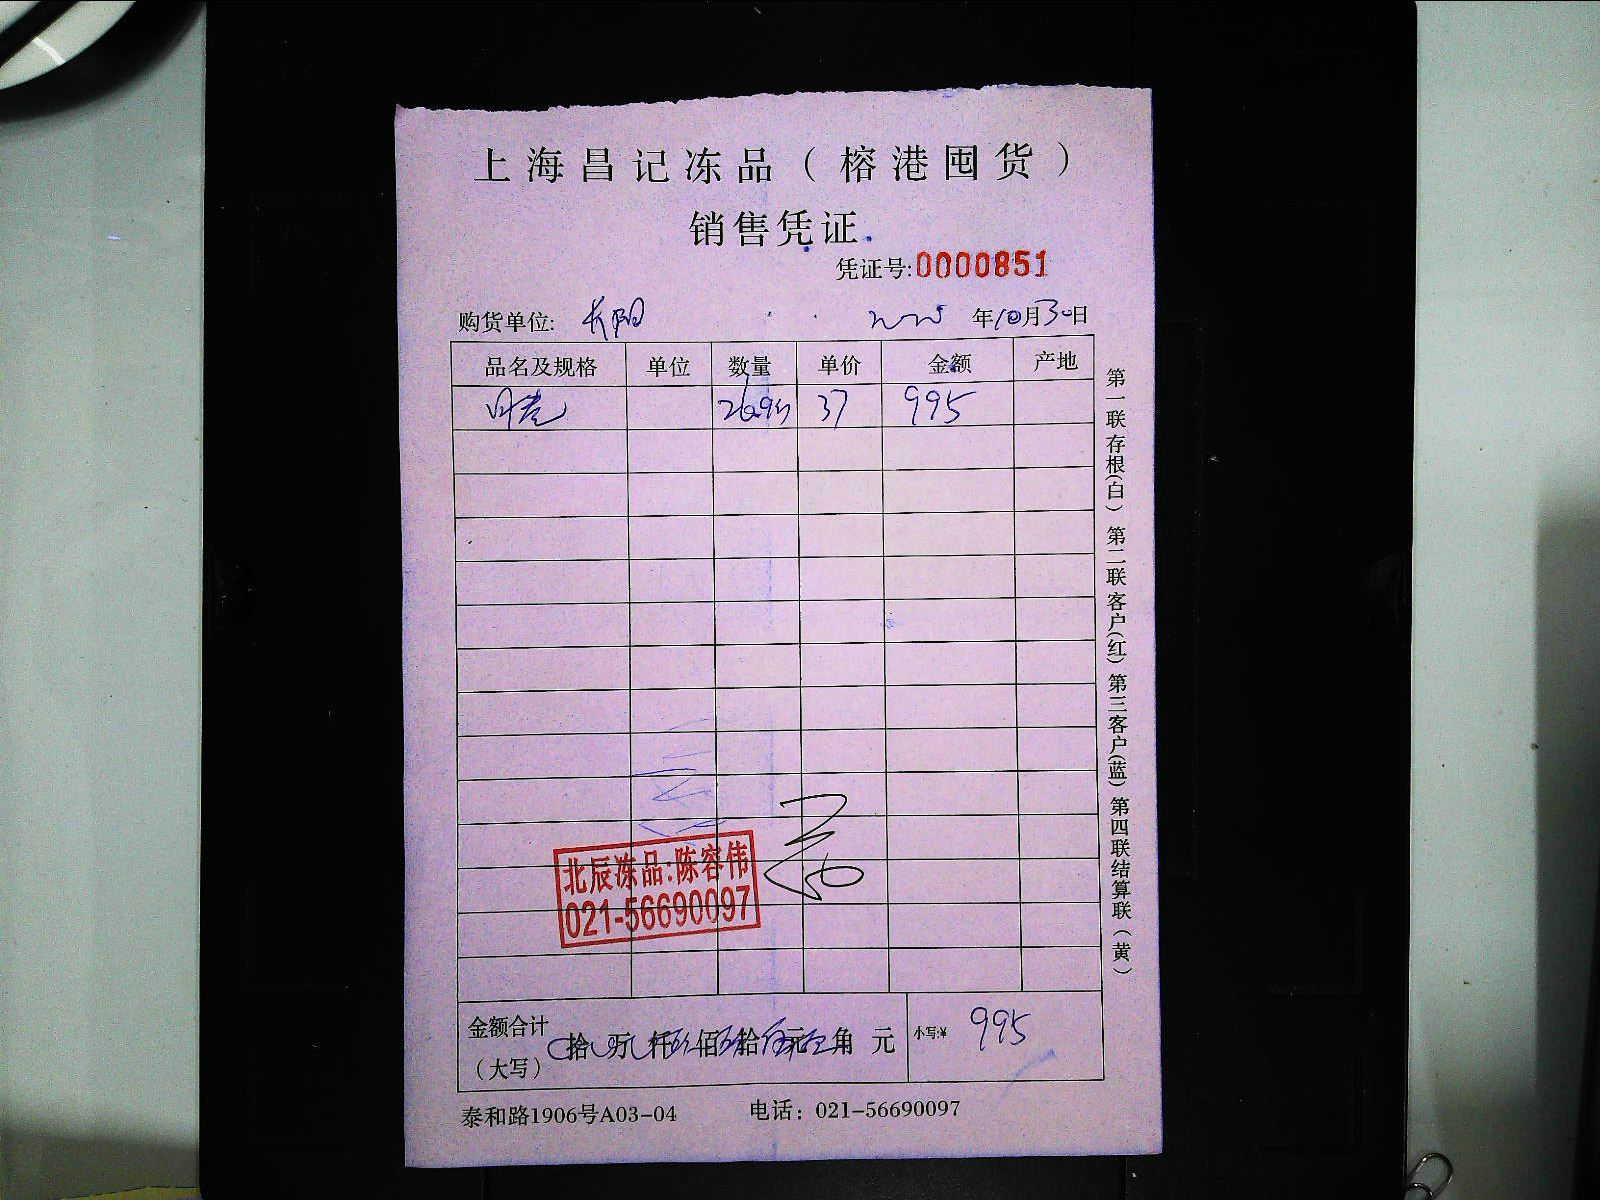 上海昌记冻品（榕港囤货）
销售凭证
凭证号:0000851
购货单位: 长阳 年10月30日
品名及规格 单位 数量 单价 金额 产地
37 995
北辰冻品:陈容伟
021-56690097
金额合计（大写） 拾 万 仟 佰 拾 元 角 元 小写:¥ 995
泰和路1906号A03-04 电话：021-56690097
第一联存根(白) 第二联客户(红) 第三客户(蓝) 第四联结算联（黄）